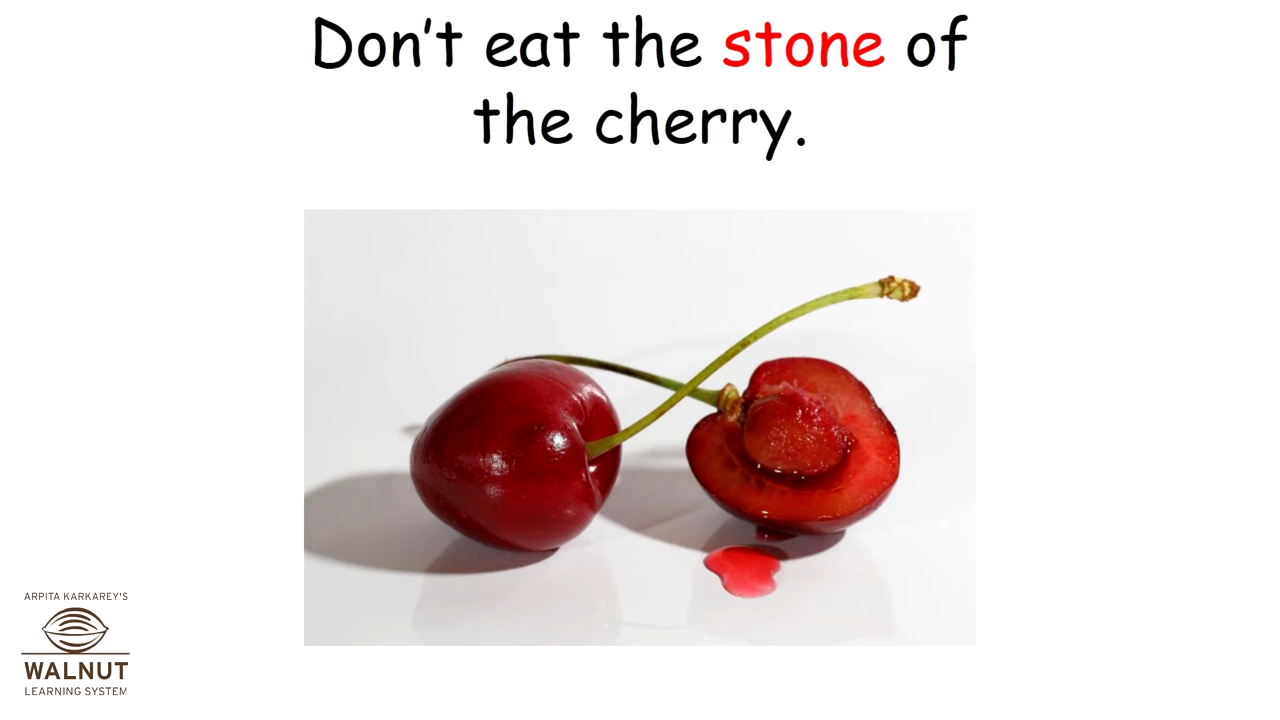 Don't eat the stone of
the cherry.
ARPITA KARKAREY'S
WALNUT
LEARNING SYSTEM